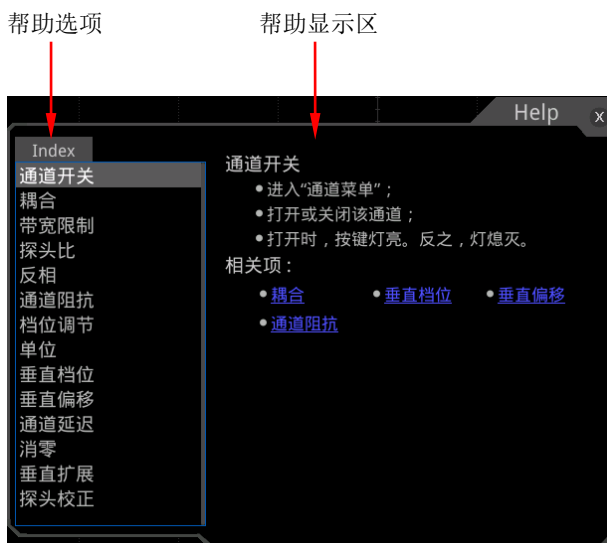 帮助选项
帮助显示区
Help
X
Index
通道开关
耦合
带宽限制
探头比
反相
通道阻抗
档位调节
单位
垂直档位
垂直偏移
通道延迟
消零
垂直扩展
探头校正
通道开关
•进入“通道菜单”；
•打开或关闭该通道；
•打开时，按键灯亮。反之，灯熄灭。
相关项：
•耦合 •垂直档位 •垂直偏移
•通道阻抗